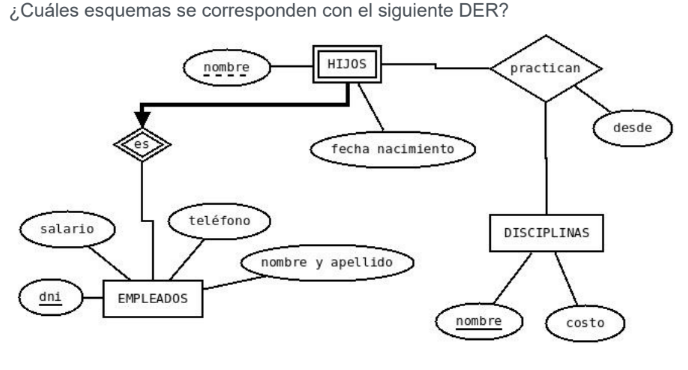 ¿Cuáles esquemas se corresponden con el siguiente DER?
nombre
HIJOS
practican
es
fecha nacimiento
desde
salario
teléfono
nombre y apellido
DISCIPLINAS
dni
EMPLEADOS
nombre
costo